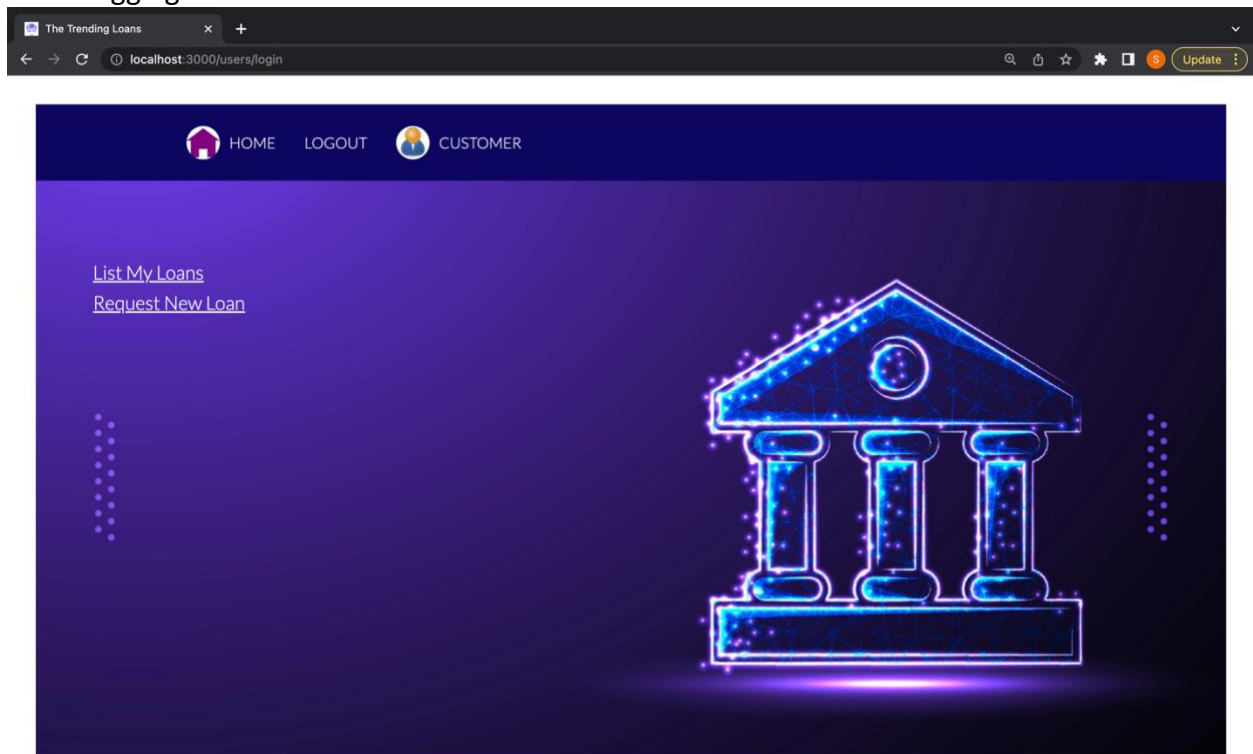 The Trending Loans
localhost:3000/users/login
S
Update
HOME LOGOUT CUSTOMER
List My Loans
Request New Loan